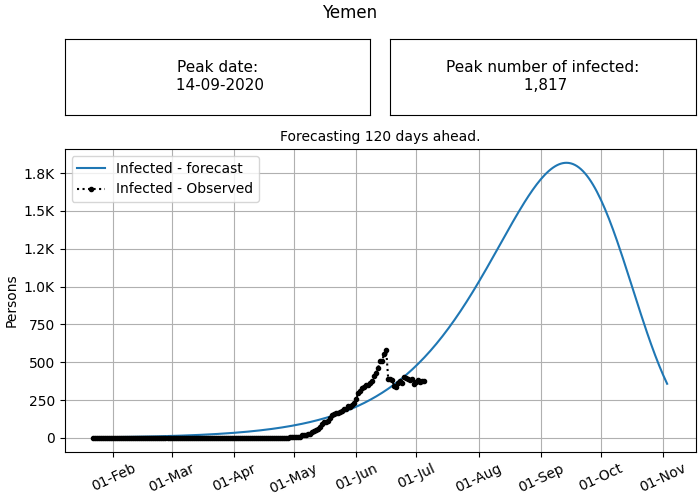 Yemen
Peak date:
14-09-2020
Peak number of infected:
1,817
Forecasting 120 days ahead.
Infected - forecast
Infected - Observed
Persons
1.8K
1.5K
1.2K
1.0K
750
500
250
0
01-Feb
01-Mar
01-Apr
01-May
01-Jun
01-Jul
01-Aug
01-Sep
01-Oct
01-Nov